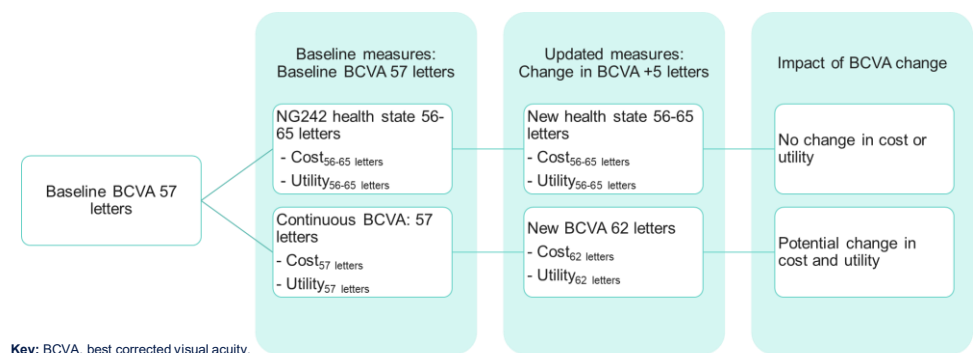 Baseline measures:
Baseline BCVA 57 letters
Updated measures:
Change in BCVA +5 letters
Impact of BCVA change
Baseline BCVA 57
letters
NG242 health state 56-
65 letters
- Cost56-65 letters
- Utility56-65 letters
New health state 56-65
letters
- Cost56-65 letters
- Utility56-65 letters
No change in cost or
utility
Continuous BCVA: 57
letters
- Cost57 letters
- Utility57 letters
New BCVA 62 letters
- Cost62 letters
- Utility62 letters
Potential change in
cost and utility
Key: BCVA, best corrected visual acuity.